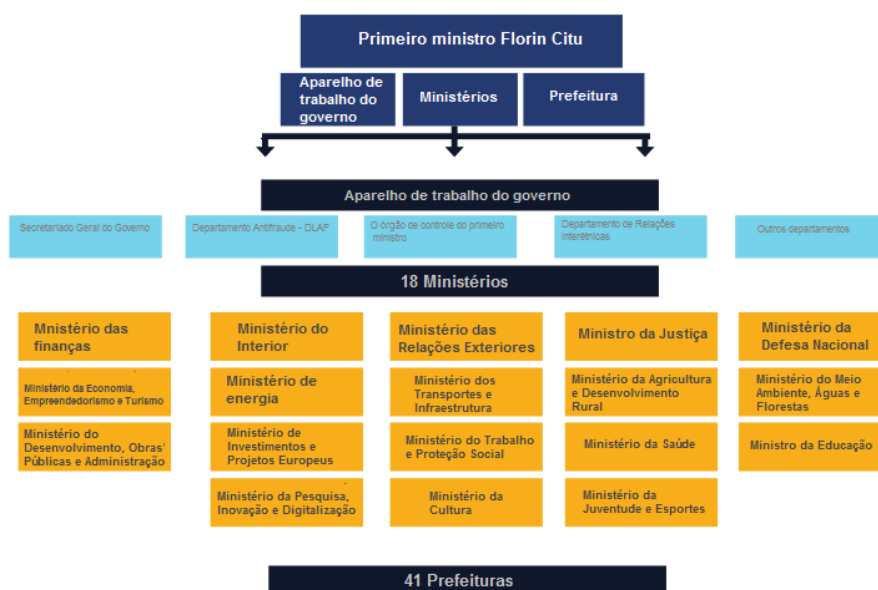 Primeiro ministro Florin Citu
Aparelho de
trabalho do
governo
Ministérios
Prefeitura
Aparelho de trabalho do governo
Secretariado Geral do Governo
Departamento Antifraude - DLAF
O órgão de controle do primeiro
ministro
Departamento de Relações
Interétnicas
Outros departamentos
18 Ministérios
Mnistério das
finanças
Ministério do
Interior
Ministério das
Relações Exteriores
Ministro da Justiça
Ministério da
Defesa Nacional
Ministério da Economia,
Empreendedorismo e Turismo
Ministério de
energia
Ministério dos
Transportes e
Infraestrutura
Ministério da Agricultura
e Desenvolvimento
Rural
Ministério do Meio
Ambiente, Águas e
Florestas
Ministério do
Desenvolvimento, Obras'
Públicas e Administração
Ministério de
Investimentos e
Projetos Europeus
Ministério do Trabalho
e Proteção Social
Ministério da Saúde
Ministro da Educação
Ministério da Pesquisa,
Inovação e Digitalização
Ministério da
Cultura
Ministério da
Juventude e Esportes
41 Prefeituras